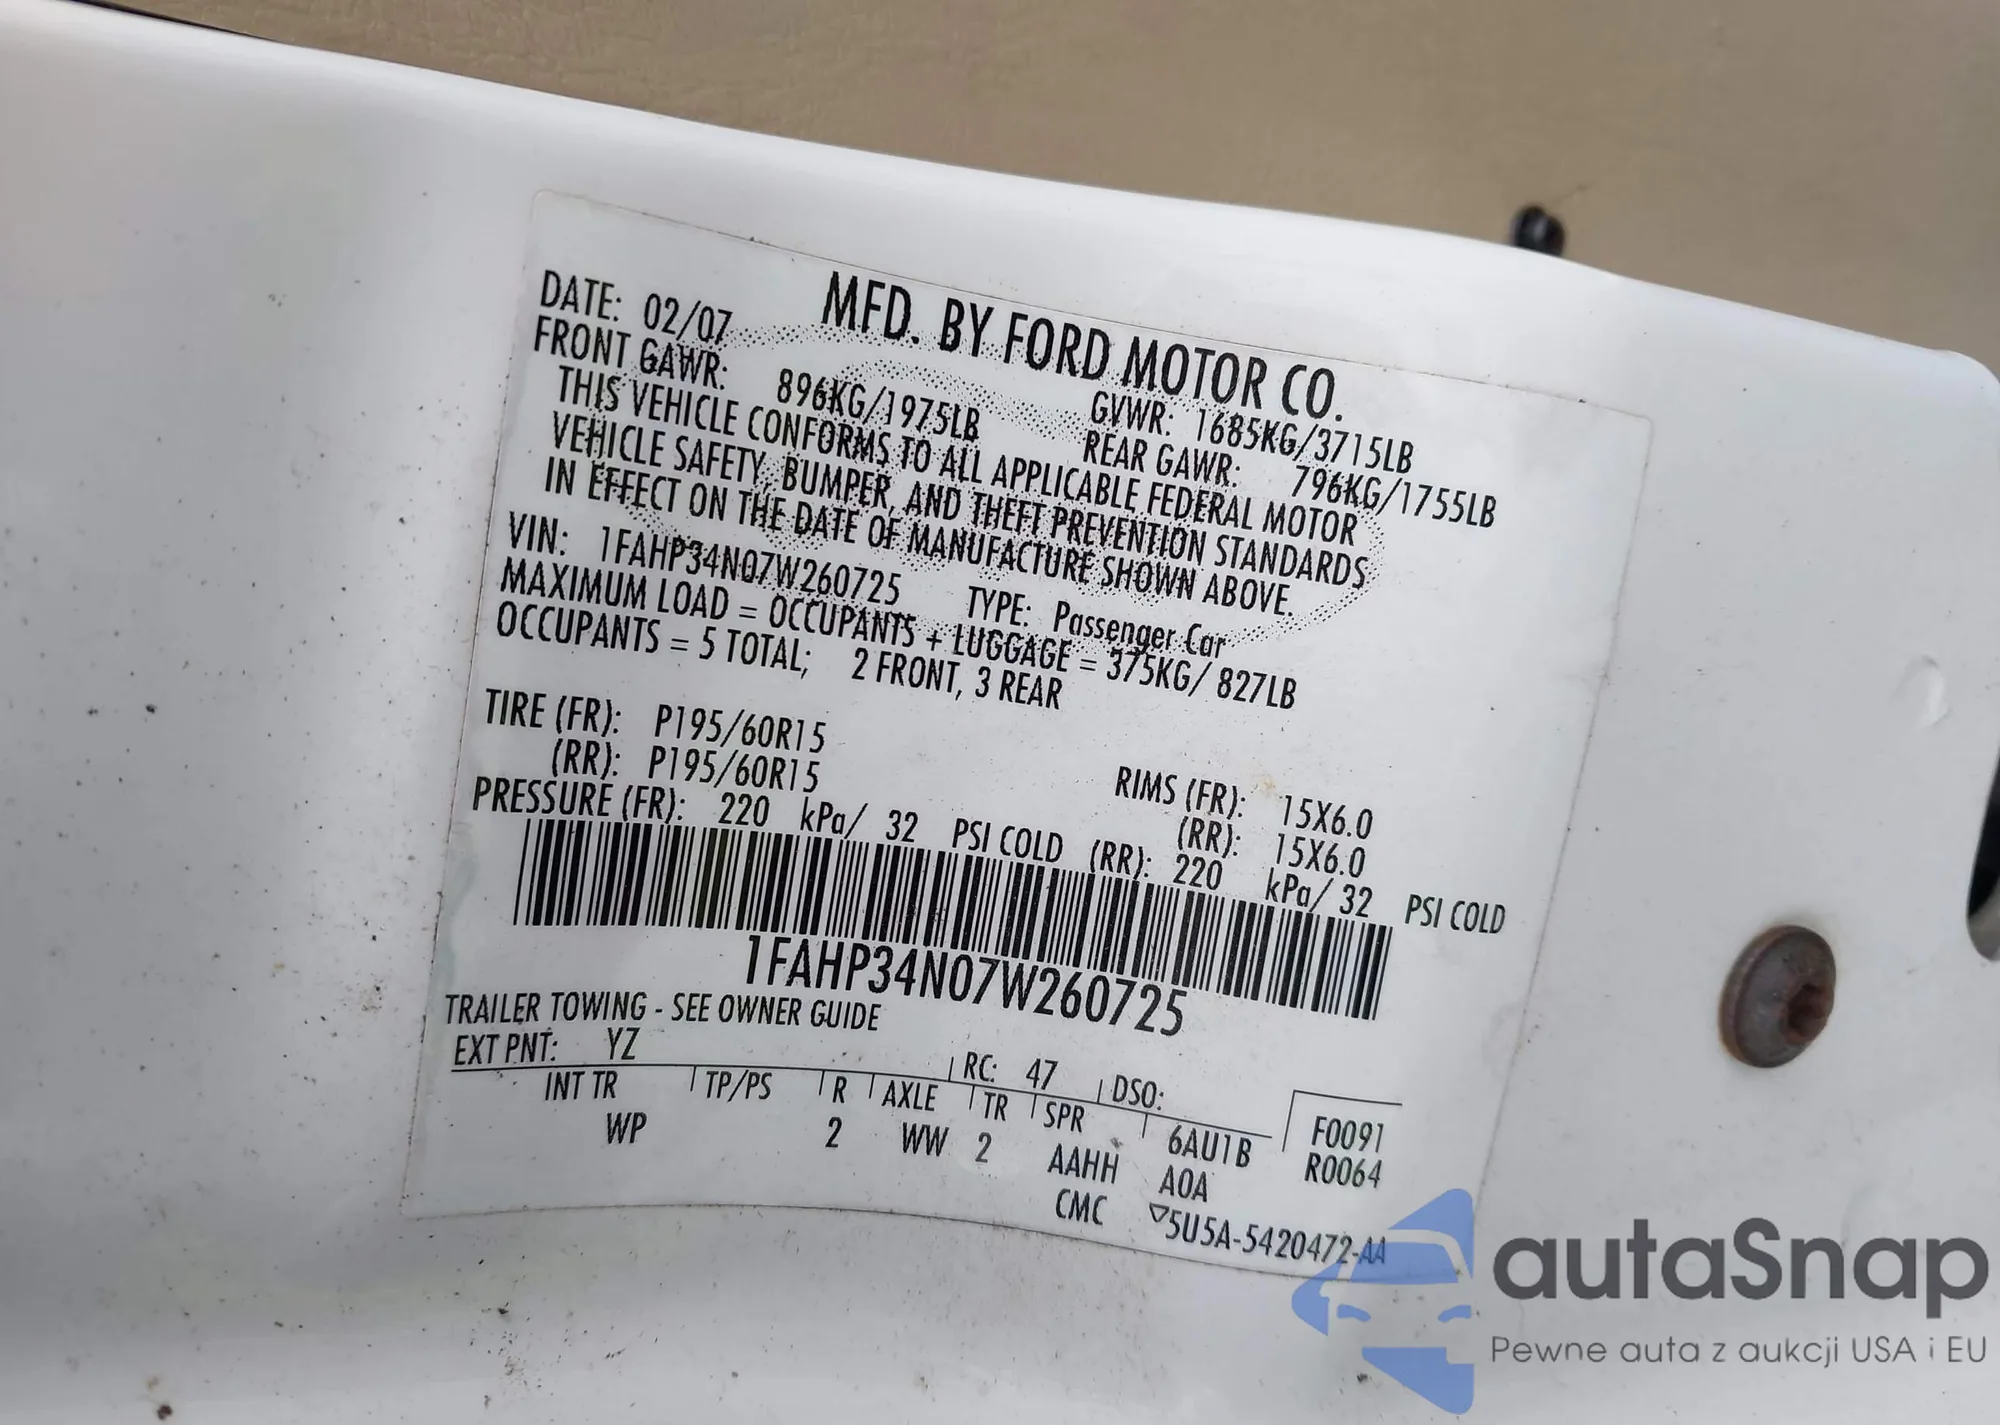 MFD. BY FORD MOTOR CO.
DATE: 02/07 GVWR: 1685KG/3715LB
FRONT GAWR: 896KG/1975LB REAR GAWR: 796KG/1755LB
THIS VEHICLE CONFORMS TO ALL APPLICABLE FEDERAL MOTOR
VEHICLE SAFETY, BUMPER, AND THEFT PREVENTION STANDARDS
IN EFFECT ON THE DATE OF MANUFACTURE SHOWN ABOVE.
VIN: 1FAHP34N07W260725 TYPE: Passenger Car
MAXIMUM LOAD = OCCUPANTS + LUGGAGE = 375KG/ 827LB
OCCUPANTS = 5 TOTAL; 2 FRONT, 3 REAR
TIRE (FR): P195/60R15 RIMS (FR): 15X6.0
(RR): P195/60R15 (RR): 15X6.0
PRESSURE (FR): 220 kPa/ 32 PSI COLD (RR): 220 kPa/ 32 PSI COLD
1FAHP34N07W260725
TRAILER TOWING - SEE OWNER GUIDE
EXT PNT: YZ RC: 47 DSO:
INT TR TP/PS R AXLE TR SPR 6AU1B F0091
WP 2 WW 2 AAHH A0A R0064
CMC ▽5U5A-5420472-AA
autaSnap
Pewne auta z aukcji USA i EU